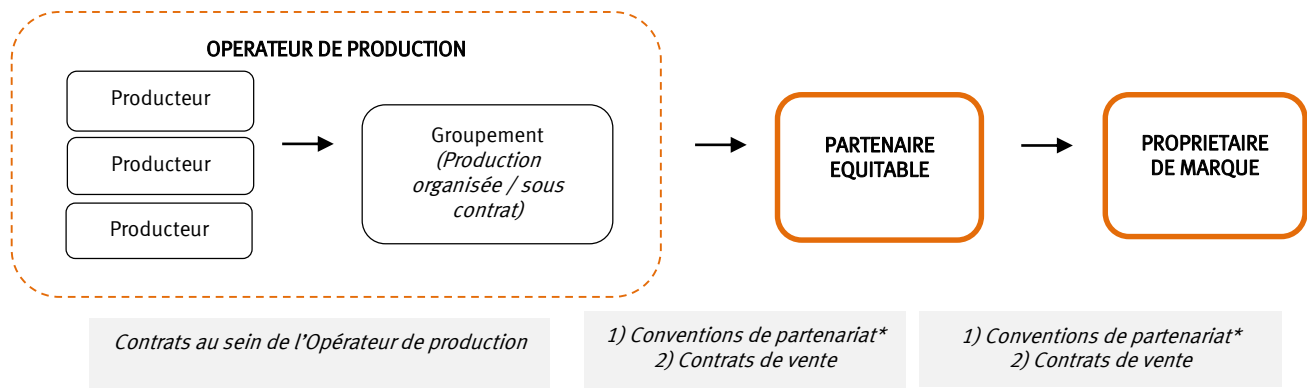 OPERATEUR DE PRODUCTION
Producteur
Producteur
Producteur
Groupement
(Production
organisée / sous
contrat)
PARTENAIRE
EQUITABLE
PROPRIETAIRE
DE MARQUE
Contrats au sein de l'Opérateur de production
1) Conventions de partenariat*
2) Contrats de vente
1) Conventions de partenariat*
2) Contrats de vente